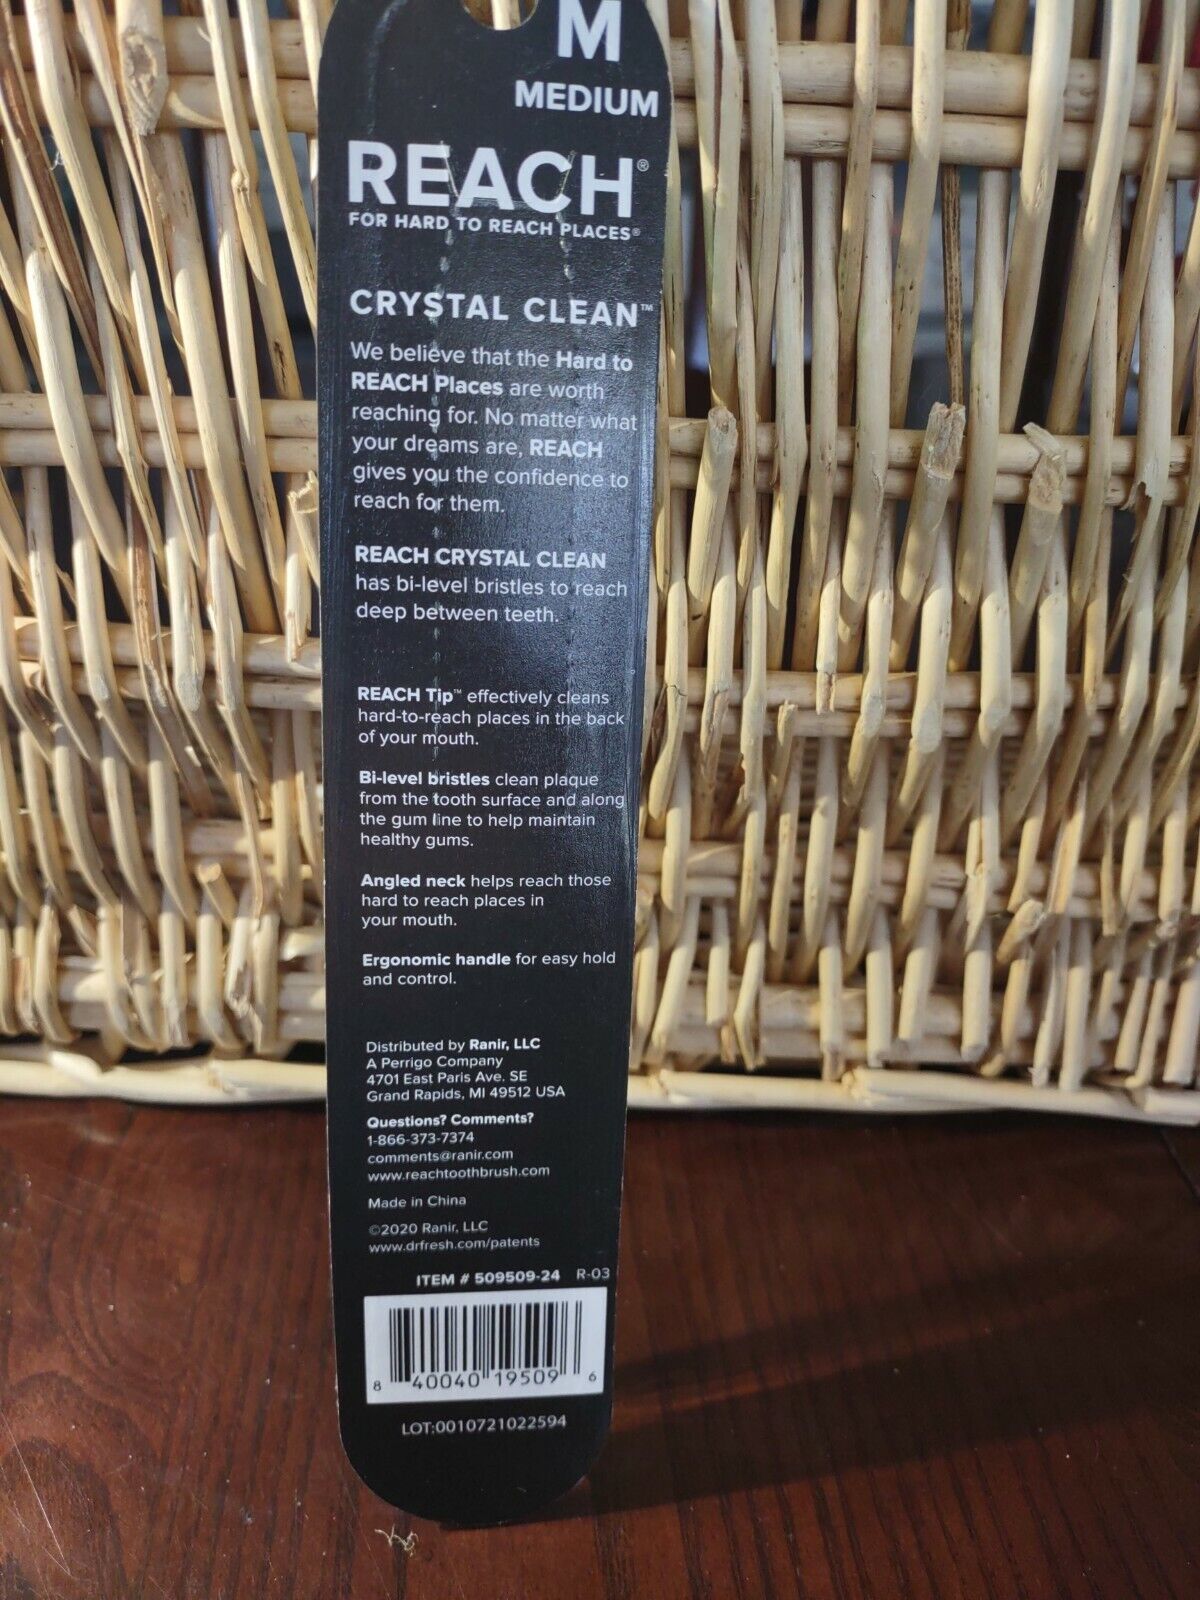 M
MEDIUM
REACH®
FOR HARD TO REACH PLACES®
CRYSTAL CLEAN™
We believe that the Hard to
REACH Places are worth
reaching for. No matter what
your dreams are, REACH
gives you the confidence to
reach for them.
REACH CRYSTAL CLEAN
has bi-level bristles to reach
deep between teeth.
REACH Tip™ effectively cleans
hard-to-reach places in the back
of your mouth.
Bi-level bristles clean plaque
from the tooth surface and along
the gum line to help maintain
healthy gums.
Angled neck helps reach those
hard to reach places in
your mouth.
Ergonomic handle for easy hold
and control.
Distributed by Ranir, LLC
A Perrigo Company
4701 East Paris Ave. SE
Grand Rapids, MI 49512 USA
Questions? Comments?
1-866-373-7374
comments@ranir.com
www.reachtoothbrush.com
Made in China
©2020 Ranir, LLC
www.drfresh.com/patents
ITEM # 509509-24 R-03
8 40040 19509 6
LOT:0010721022594